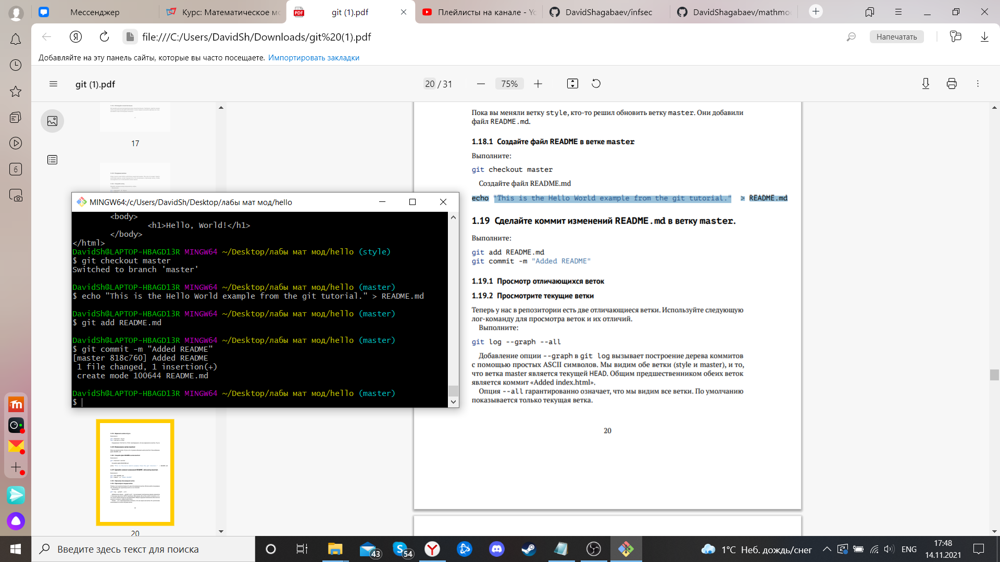 Мессенджер
Курс: Математическое мо
git (1).pdf
Плейлисты на канале - Yo
DavidShagabaev/infsec
DavidShagabaev/mathmo
file:///C:/Users/DavidSh/Downloads/git%20(1).pdf
Напечатать
Добавляйте на эту панель сайты, которые вы часто посещаете. Импортировать закладки
git (1).pdf
20 / 31
75%
17
20
6
Пока вы меняли ветку style, кто-то решил обновить ветку master. Они добавили
файл README.md.
1.18.1 Создайте файл README в ветке master
Выполните:
git checkout master
Создайте файл README.md
echo "This is the Hello World example from the git tutorial." > README.md
1.19 Сделайте коммит изменений README.md в ветку master.
Выполните:
git add README.md
git commit -m "Added README"
1.19.1 Просмотр отличающихся веток
1.19.2 Просмотрите текущие ветки
Теперь у нас в репозитории есть две отличающиеся ветки. Используйте следующую
лог-команду для просмотра веток и их отличий.
Выполните:
git log --graph --all
Добавление опции --graph в git log вызывает построение дерева коммитов
с помощью простых ASCII символов. Мы видим обе ветки (style и master), и то,
что ветка master является текущей HEAD. Общим предшественником обеих веток
является коммит «Added index.html».
Опция --all гарантированно означает, что мы видим все ветки. По умолчанию
показывается только текущая ветка.
20
MINGW64:/c/Users/DavidSh/Desktop/лабы мат мод/hello
<body>
<h1>Hello, World!</h1>
</body>
</html>
DavidSh@LAPTOP-HBAGD13R MINGW64 ~/Desktop/лабы мат мод/hello (style)
$ git checkout master
Switched to branch 'master'
DavidSh@LAPTOP-HBAGD13R MINGW64 ~/Desktop/лабы мат мод/hello (master)
$ echo "This is the Hello World example from the git tutorial." > README.md
DavidSh@LAPTOP-HBAGD13R MINGW64 ~/Desktop/лабы мат мод/hello (master)
$ git add README.md
DavidSh@LAPTOP-HBAGD13R MINGW64 ~/Desktop/лабы мат мод/hello (master)
$ git commit -m "Added README"
[master 818c760] Added README
1 file changed, 1 insertion(+)
create mode 100644 README.md
DavidSh@LAPTOP-HBAGD13R MINGW64 ~/Desktop/лабы мат мод/hello (master)
$
Введите здесь текст для поиска
43
54
1°C Неб. дождь/снег
ENG
17:48
14.11.2021